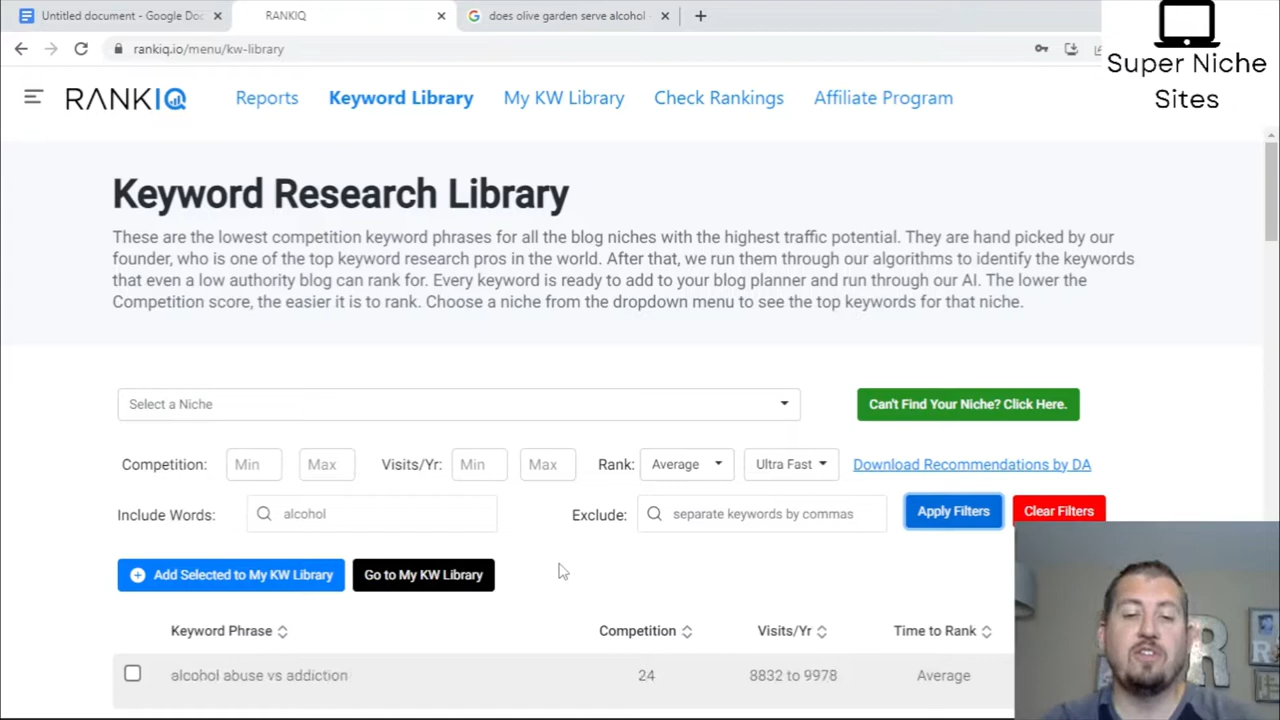 Untitled document - Google Doc
RANKIQ
does olive garden serve alcohol -
rankiq.io/menu/kw-library
Super Niche
Sites
RANKIQ
Reports
Keyword Library
My KW Library
Check Rankings
Affiliate Program
Keyword Research Library
These are the lowest competition keyword phrases for all the blog niches with the highest traffic potential. They are hand picked by our
founder, who is one of the top keyword research pros in the world. After that, we run them through our algorithms to identify the keywords
that even a low authority blog can rank for. Every keyword is ready to add to your blog planner and run through our AI. The lower the
Competition score, the easier it is to rank. Choose a niche from the dropdown menu to see the top keywords for that niche.
Select a Niche
Can't Find Your Niche? Click Here.
Competition: Min Max Visits/Yr: Min Max Rank: Average Ultra Fast Download Recommendations by DA
Include Words: alcohol Exclude: separate keywords by commas Apply Filters Clear Filters
Add Selected to My KW Library Go to My KW Library
Keyword Phrase Competition Visits/Yr Time to Rank
alcohol abuse vs addiction 24 8832 to 9978 Average
R